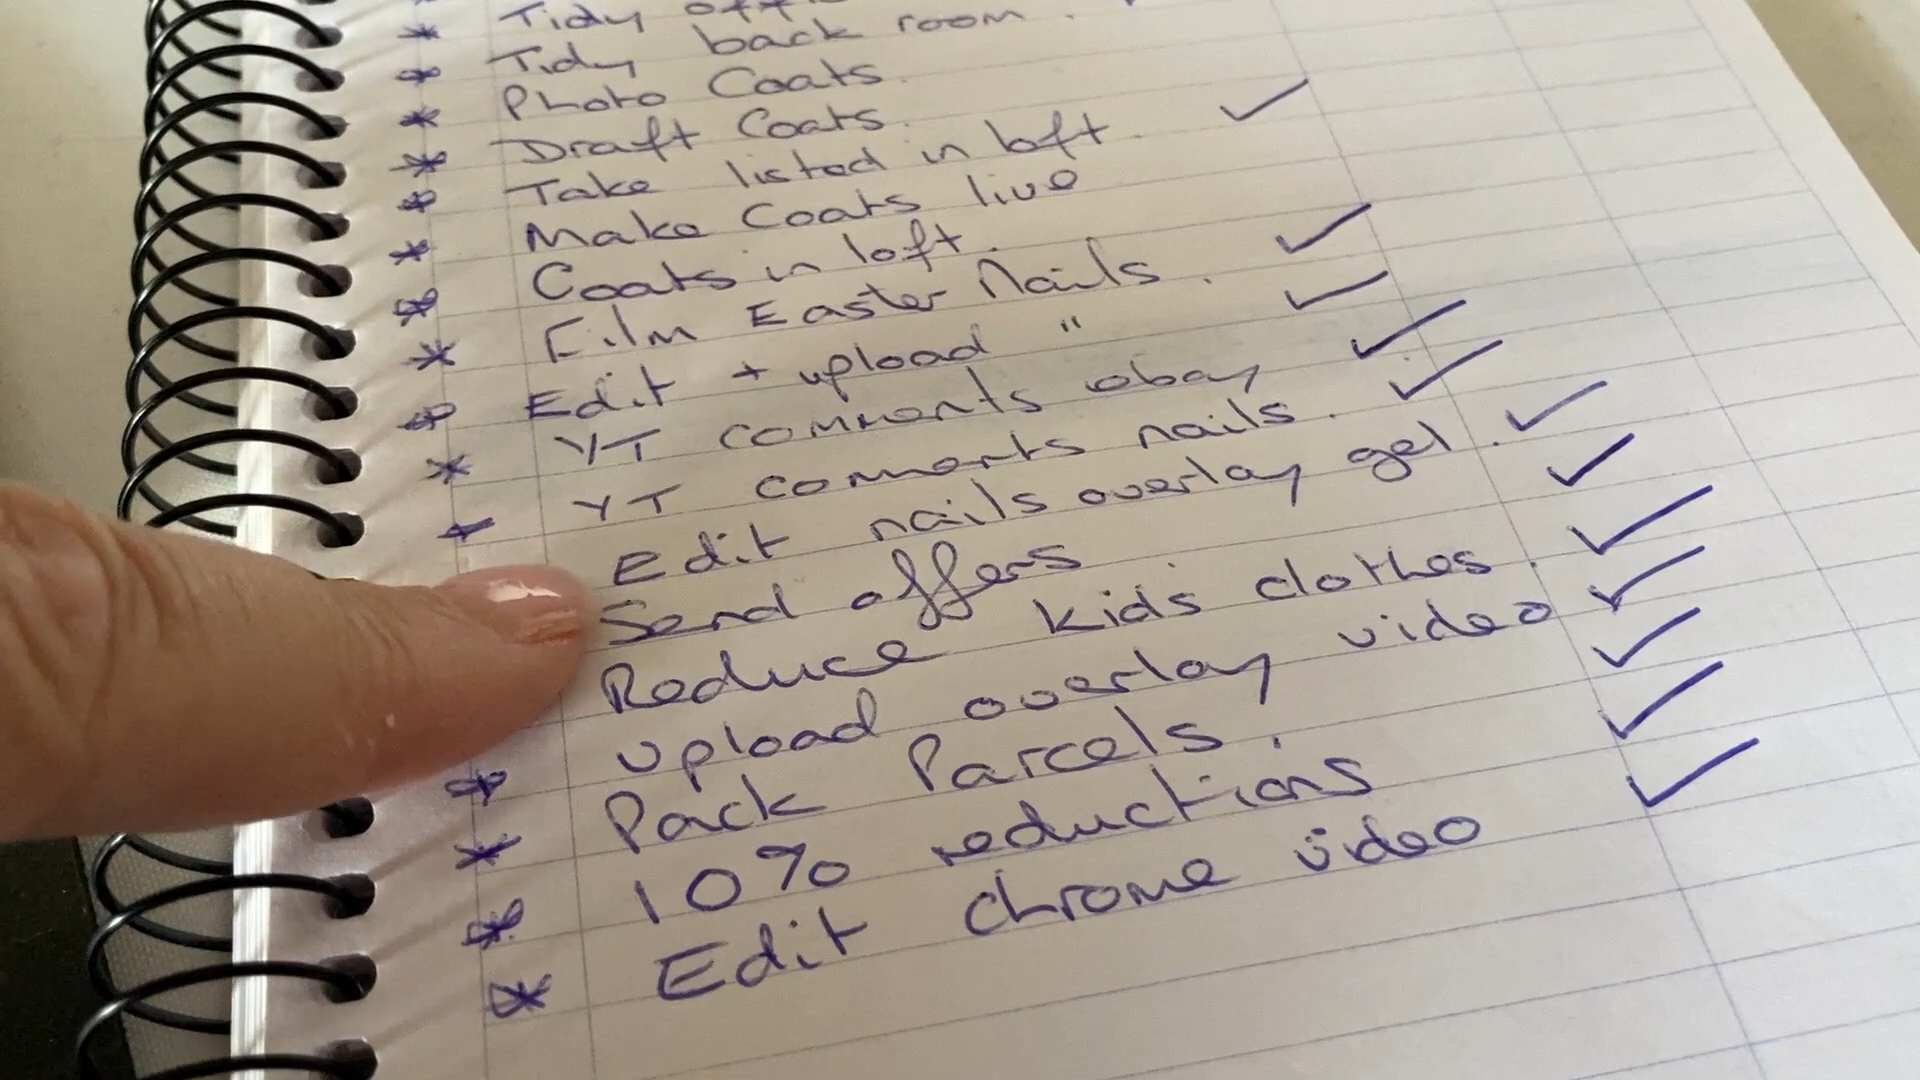 * Tidy
* Tidy back room.
* Photo Coats.
* Draft Coats.
* Take listed in loft.
* Make Coats live
* Coats in loft.
* Film Easter Nails.
* Edit + upload "
* YT comments ebay
* YT comments nails.
Edit nails overlay gel.
Send offers
Reduce kids clothes.
upload overlay video
* Pack Parcels.
* 10% reductions
* Edit chrome video